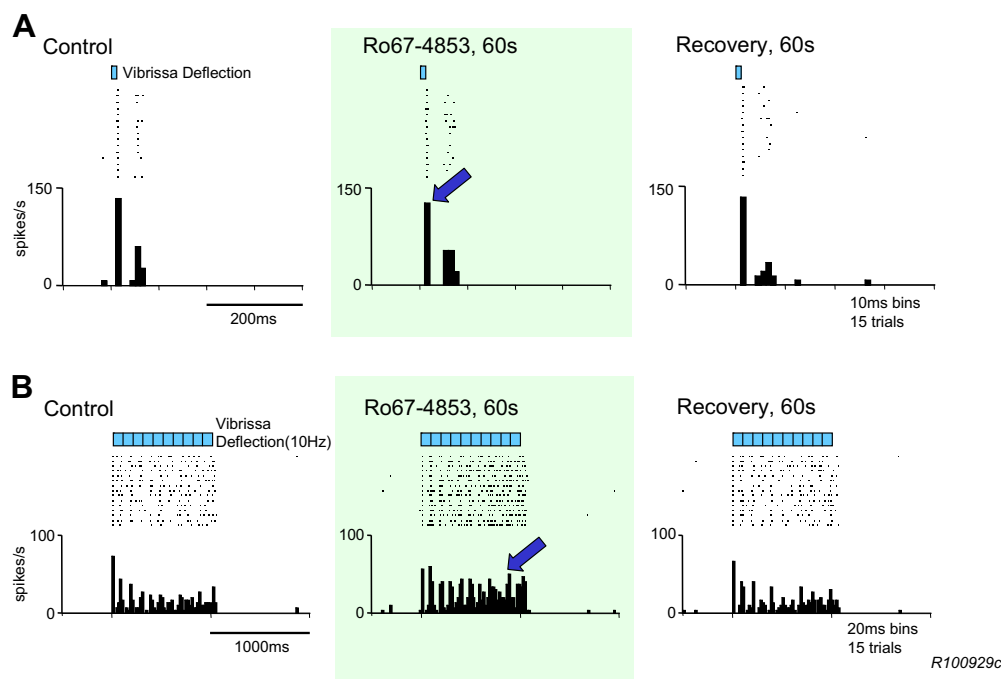 A
Control
Ro67-4853, 60s
Recovery, 60s
Vibrissa Deflection
150
150
150
spikes/s
0
0
0
200ms
10ms bins
15 trials
B
Control
Ro67-4853, 60s
Recovery, 60s
Vibrissa
Deflection(10Hz)
100
100
100
spikes/s
0
0
0
1000ms
20ms bins
15 trials
R100929c